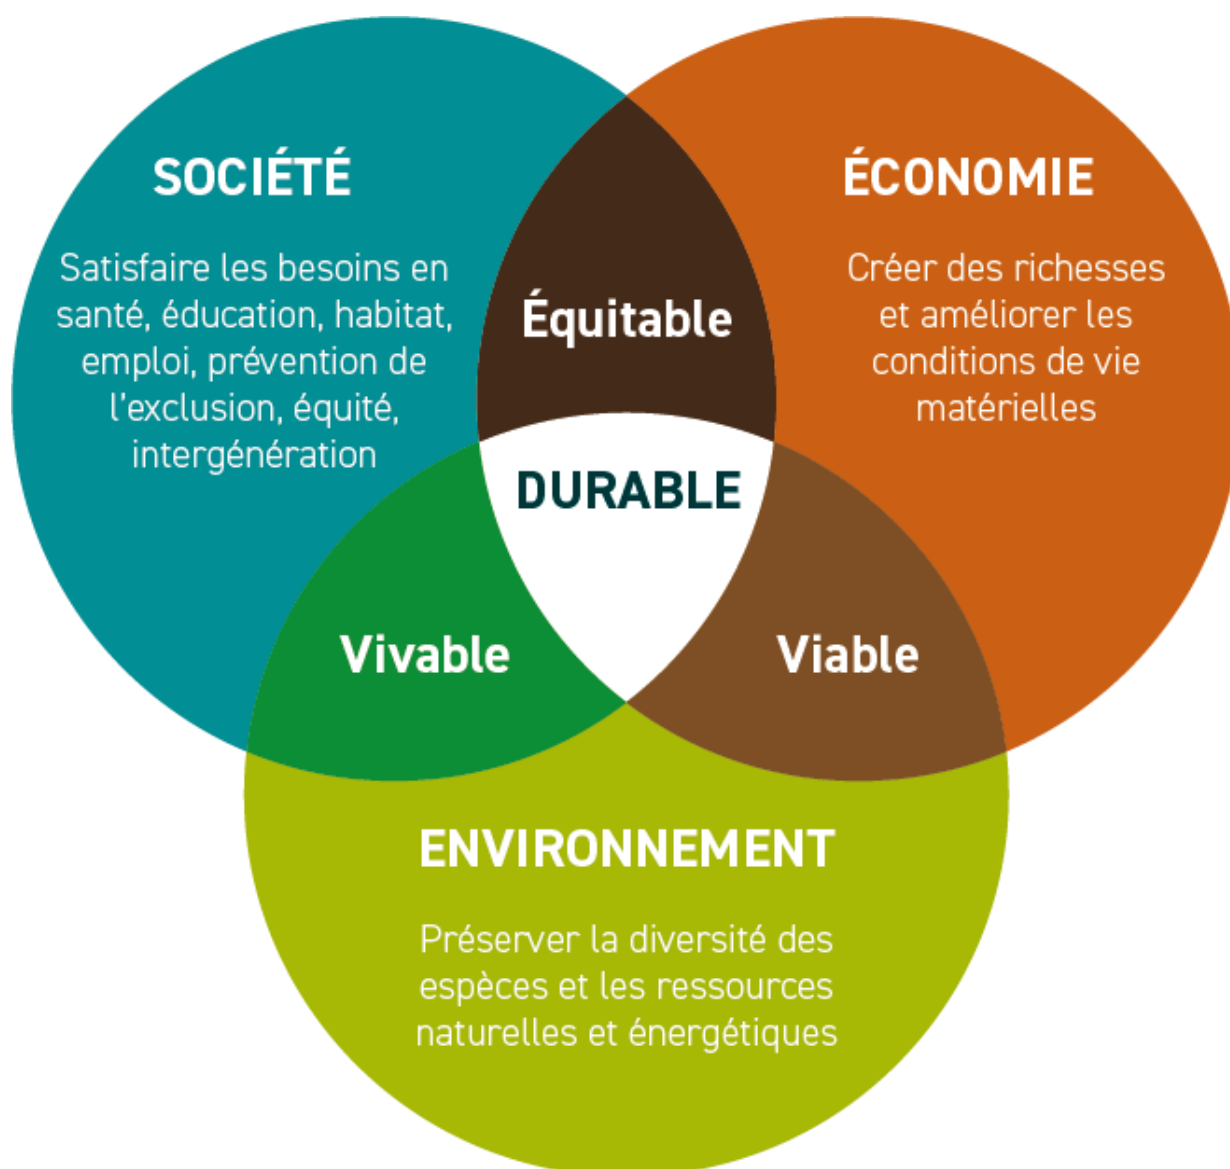 SOCIÉTÉ
Satisfaire les besoins en
santé, éducation, habitat,
emploi, prévention de
l'exclusion, équité,
intergénération
ÉCONOMIE
Créer des richesses
et améliorer les
conditions de vie
matérielles
Équitable
DURABLE
Vivable
Viable
ENVIRONNEMENT
Préserver la diversité des
espèces et les ressources
naturelles et énergétiques